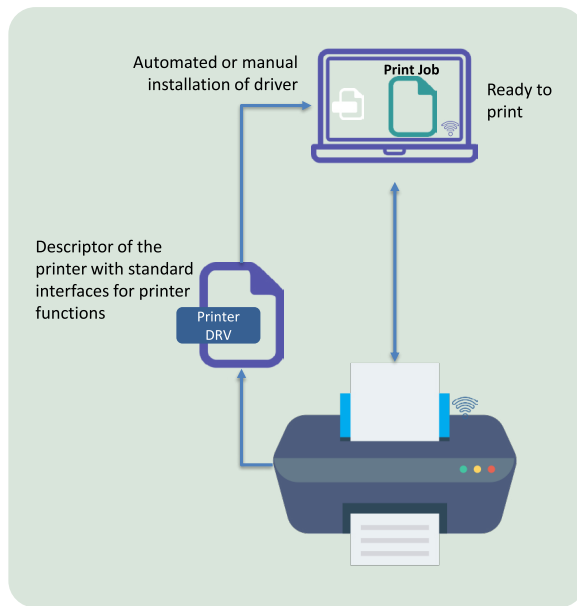 Automated or manual
installation of driver
Print Job
Ready to
print
Descriptor of the
printer with standard
interfaces for printer
functions
Printer
DRV